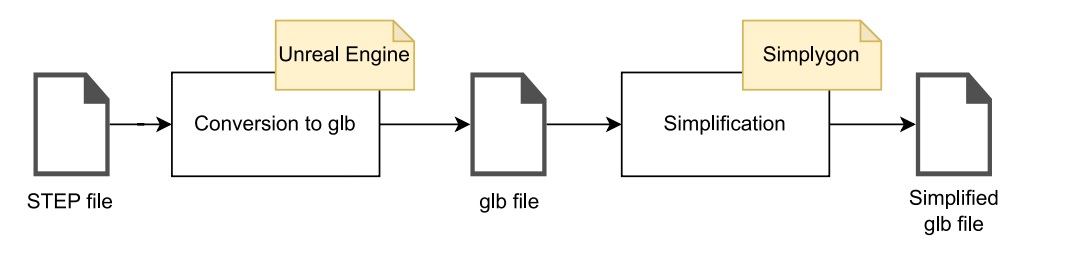 Unreal Engine
Simplygon
Conversion to glb
Simplification
STEP file
glb file
Simplified
glb file